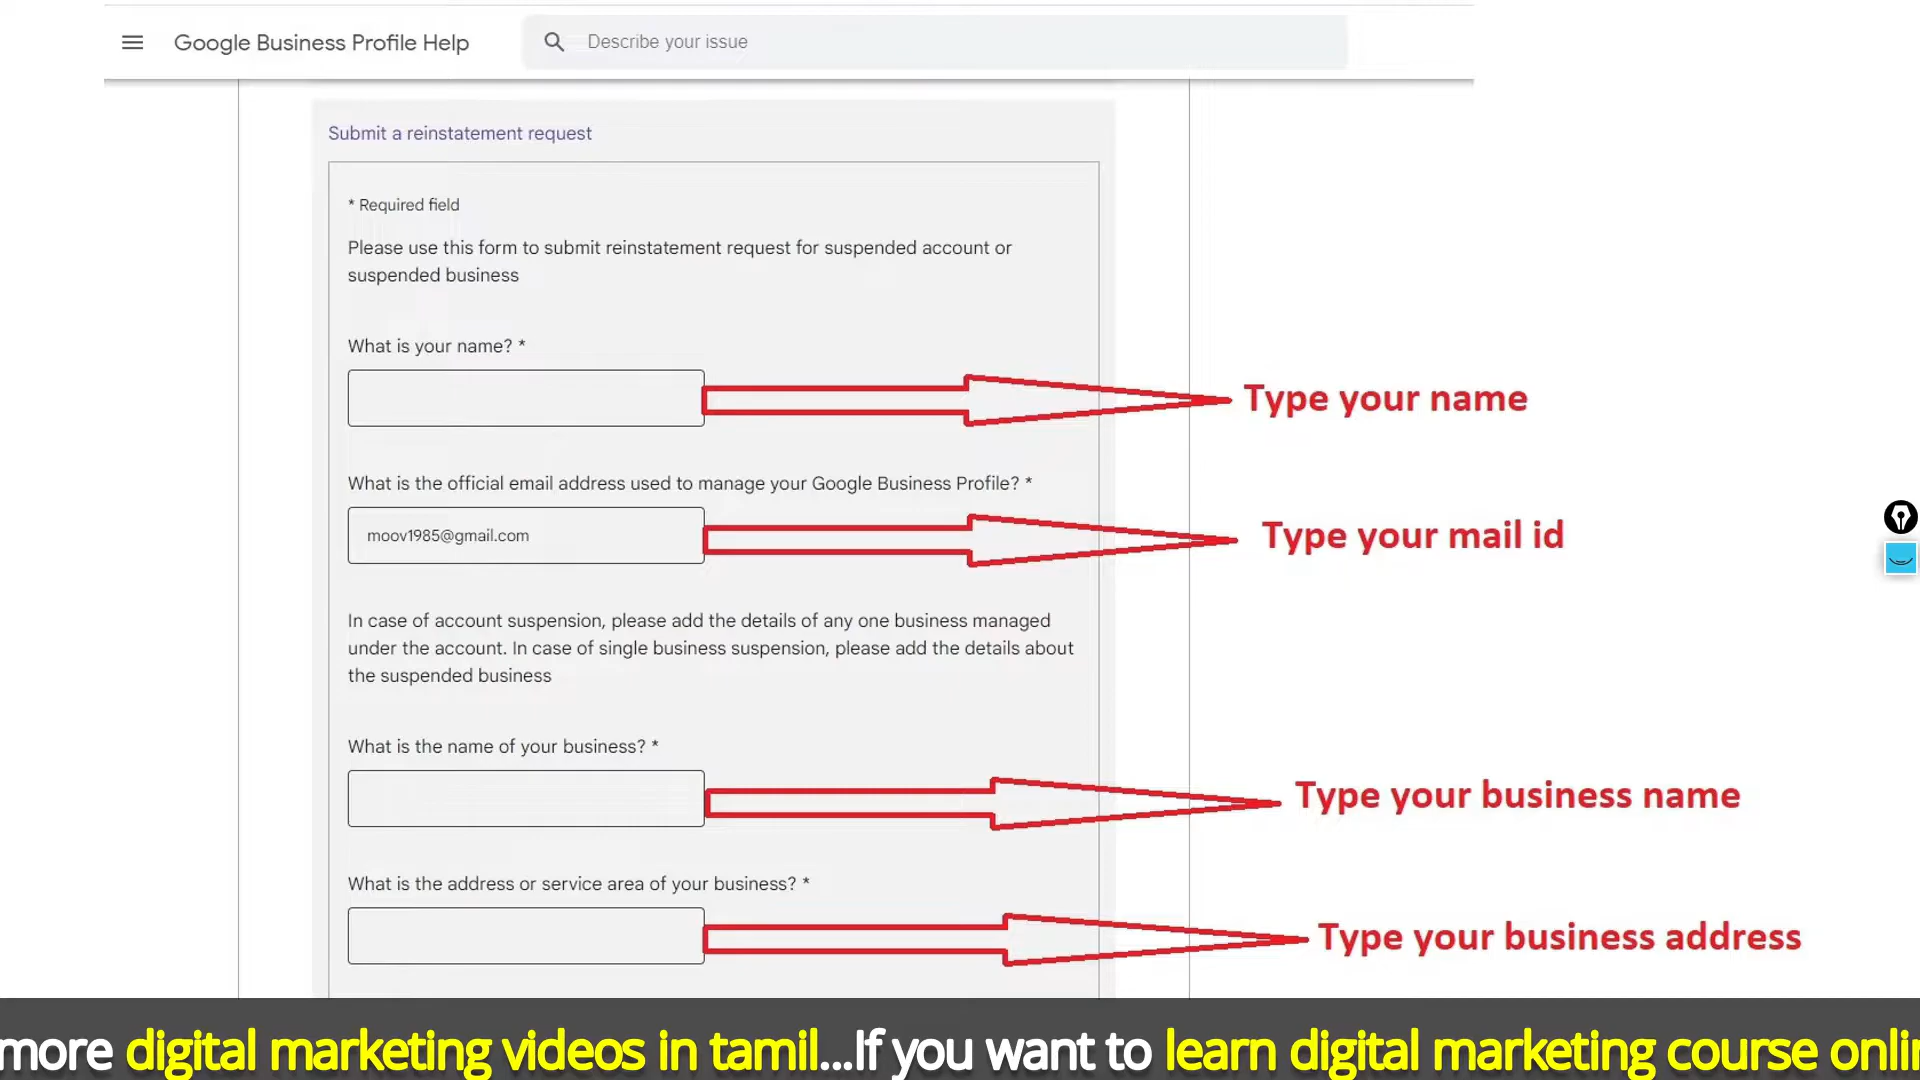 Google Business Profile Help
Describe your issue
Submit a reinstatement request
* Required field
Please use this form to submit reinstatement request for suspended account or
suspended business
What is your name? *
Type your name
What is the official email address used to manage your Google Business Profile? *
moov1985@gmail.com
Type your mail id
In case of account suspension, please add the details of any one business managed
under the account. In case of single business suspension, please add the details about
the suspended business
What is the name of your business? *
Type your business name
What is the address or service area of your business? *
Type your business address
more digital marketing videos in tamil...If you want to learn digital marketing course onli